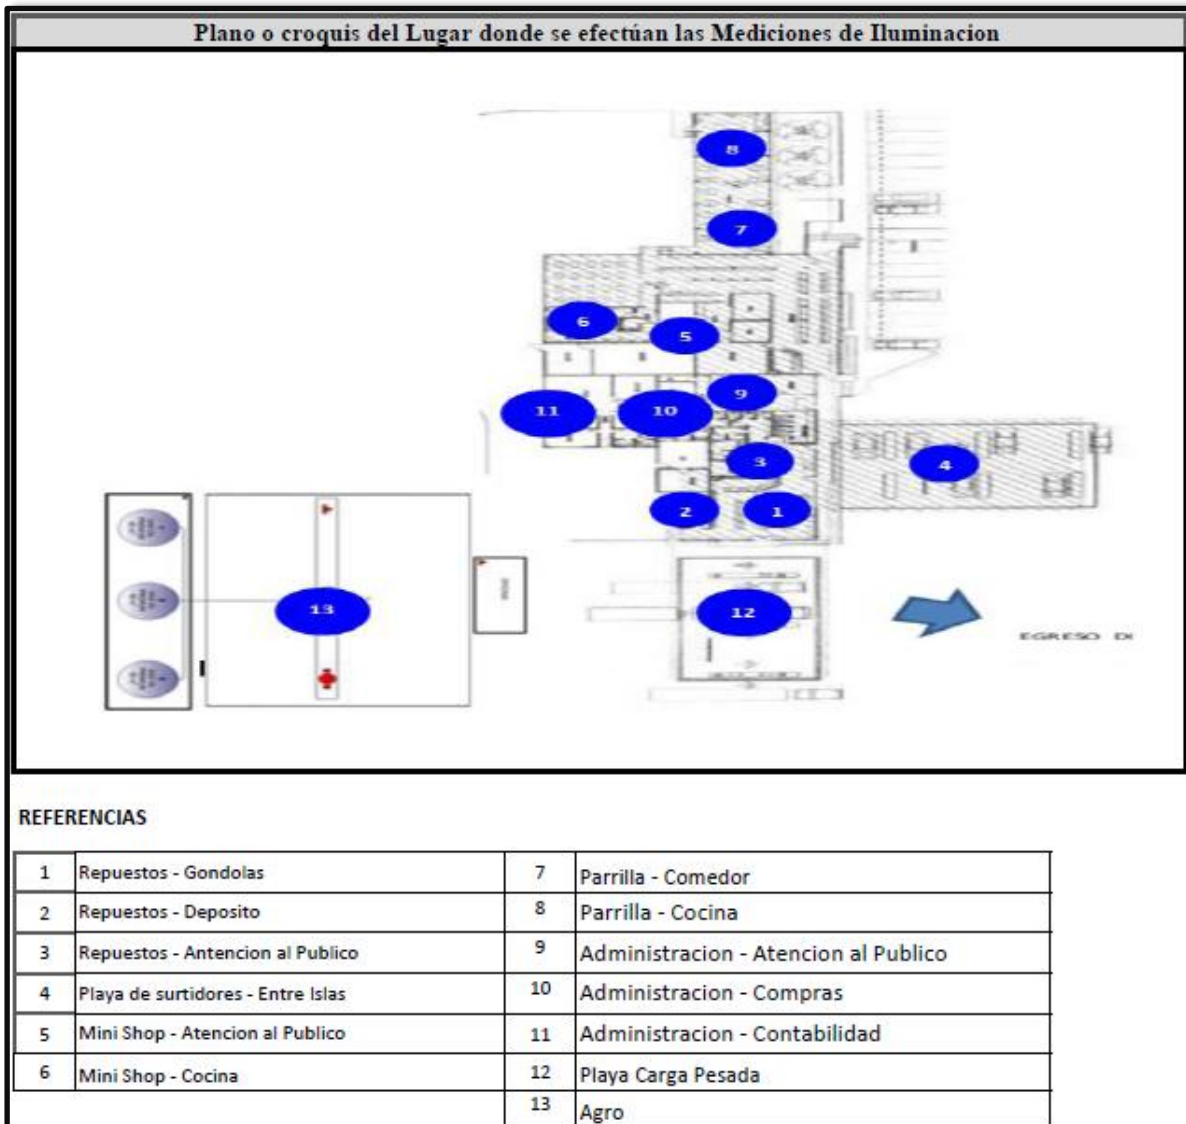 Plano o croquis del Lugar donde se efectúan las Mediciones de Iluminacion
8
7
6
5
9
11
10
3
4
2
1
13
12
EGRESO DI
REFERENCIAS
1 Repuestos - Gondolas 7 Parrilla - Comedor
2 Repuestos - Deposito 8 Parrilla - Cocina
3 Repuestos - Antencion al Publico 9 Administracion - Atencion al Publico
4 Playa de surtidores - Entre Islas 10 Administracion - Compras
5 Mini Shop - Atencion al Publico 11 Administracion - Contabilidad
6 Mini Shop - Cocina 12 Playa Carga Pesada
13 Agro